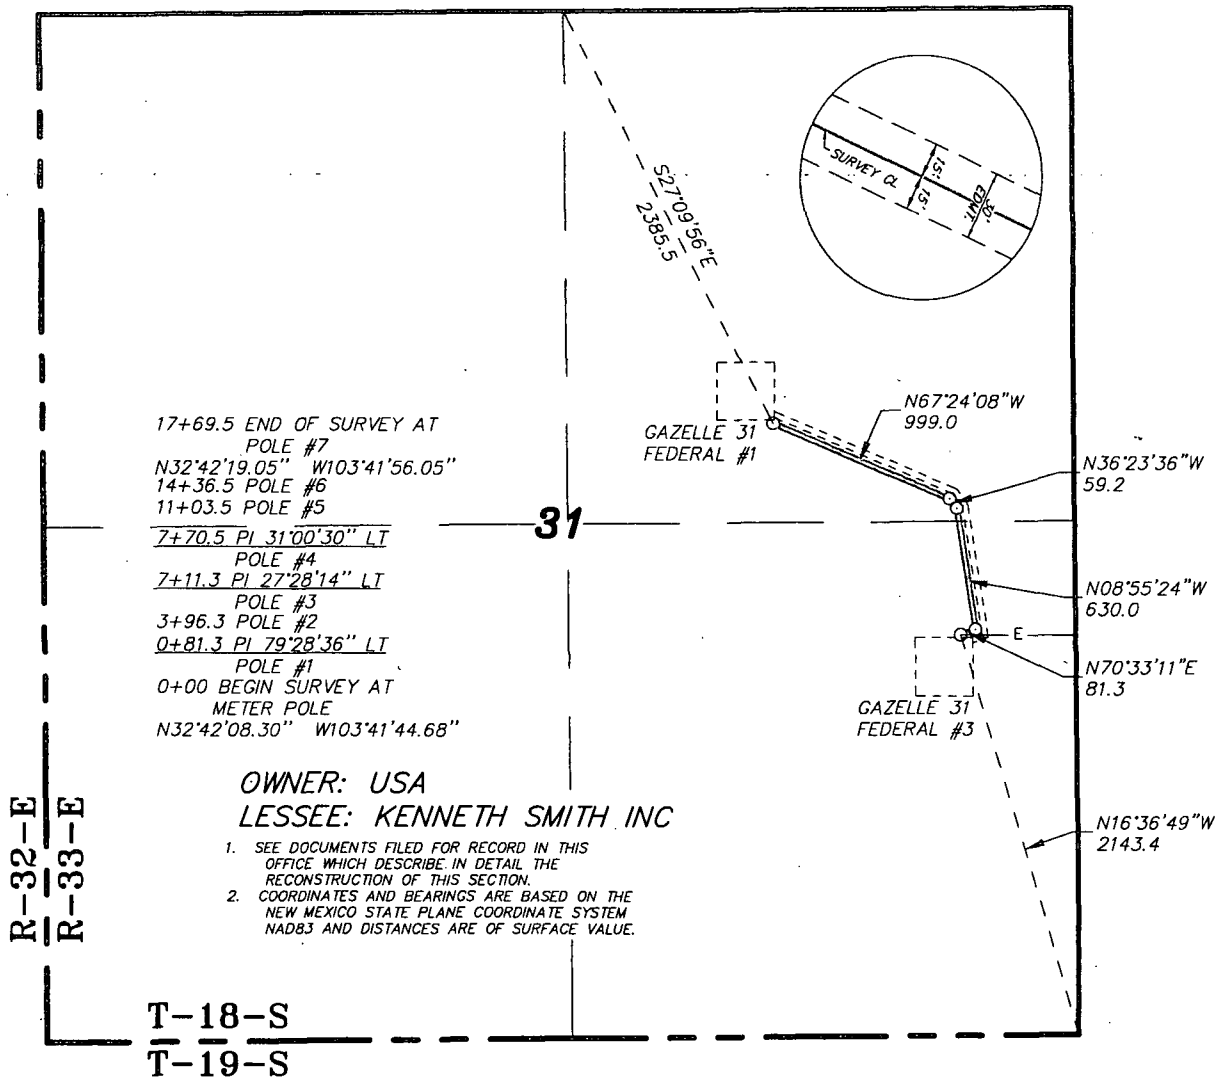 SURVEY CL
15'
15'
30'
EDMT.
S27°09'56"E
2385.5
N67°24'08"W
999.0
GAZELLE 31
FEDERAL #1
N36°23'36"W
59.2
17+69.5 END OF SURVEY AT
POLE #7
N32°42'19.05" W103°41'56.05"
14+36.5 POLE #6
11+03.5 POLE #5
7+70.5 PI 31°00'30" LT
POLE #4
7+11.3 PI 27°28'14" LT
POLE #3
3+96.3 POLE #2
0+81.3 PI 79°28'36" LT
POLE #1
0+00 BEGIN SURVEY AT
METER POLE
N32°42'08.30" W103°41'44.68"
31
N08°55'24"W
630.0
E
N70°33'11"E
81.3
GAZELLE 31
FEDERAL #3
OWNER: USA
LESSEE: KENNETH SMITH INC
1. SEE DOCUMENTS FILED FOR RECORD IN THIS
OFFICE WHICH DESCRIBE IN DETAIL THE
RECONSTRUCTION OF THIS SECTION.
2. COORDINATES AND BEARINGS ARE BASED ON THE
NEW MEXICO STATE PLANE COORDINATE SYSTEM
NAD83 AND DISTANCES ARE OF SURFACE VALUE.
N16°36'49"W
2143.4
R-32-E
R-33-E
T-18-S
T-19-S